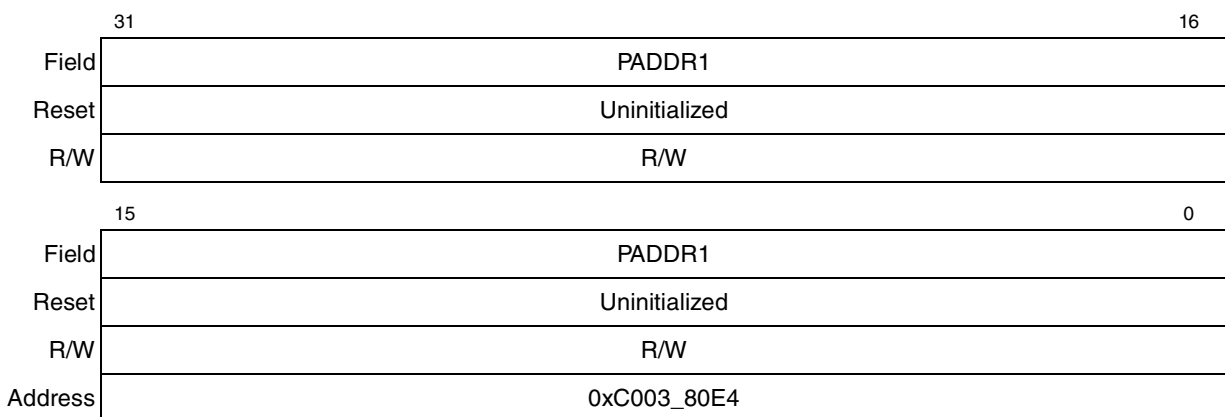 31 16
Field PADDR1
Reset Uninitialized
R/W R/W
15 0
Field PADDR1
Reset Uninitialized
R/W R/W
Address 0xC003_80E4